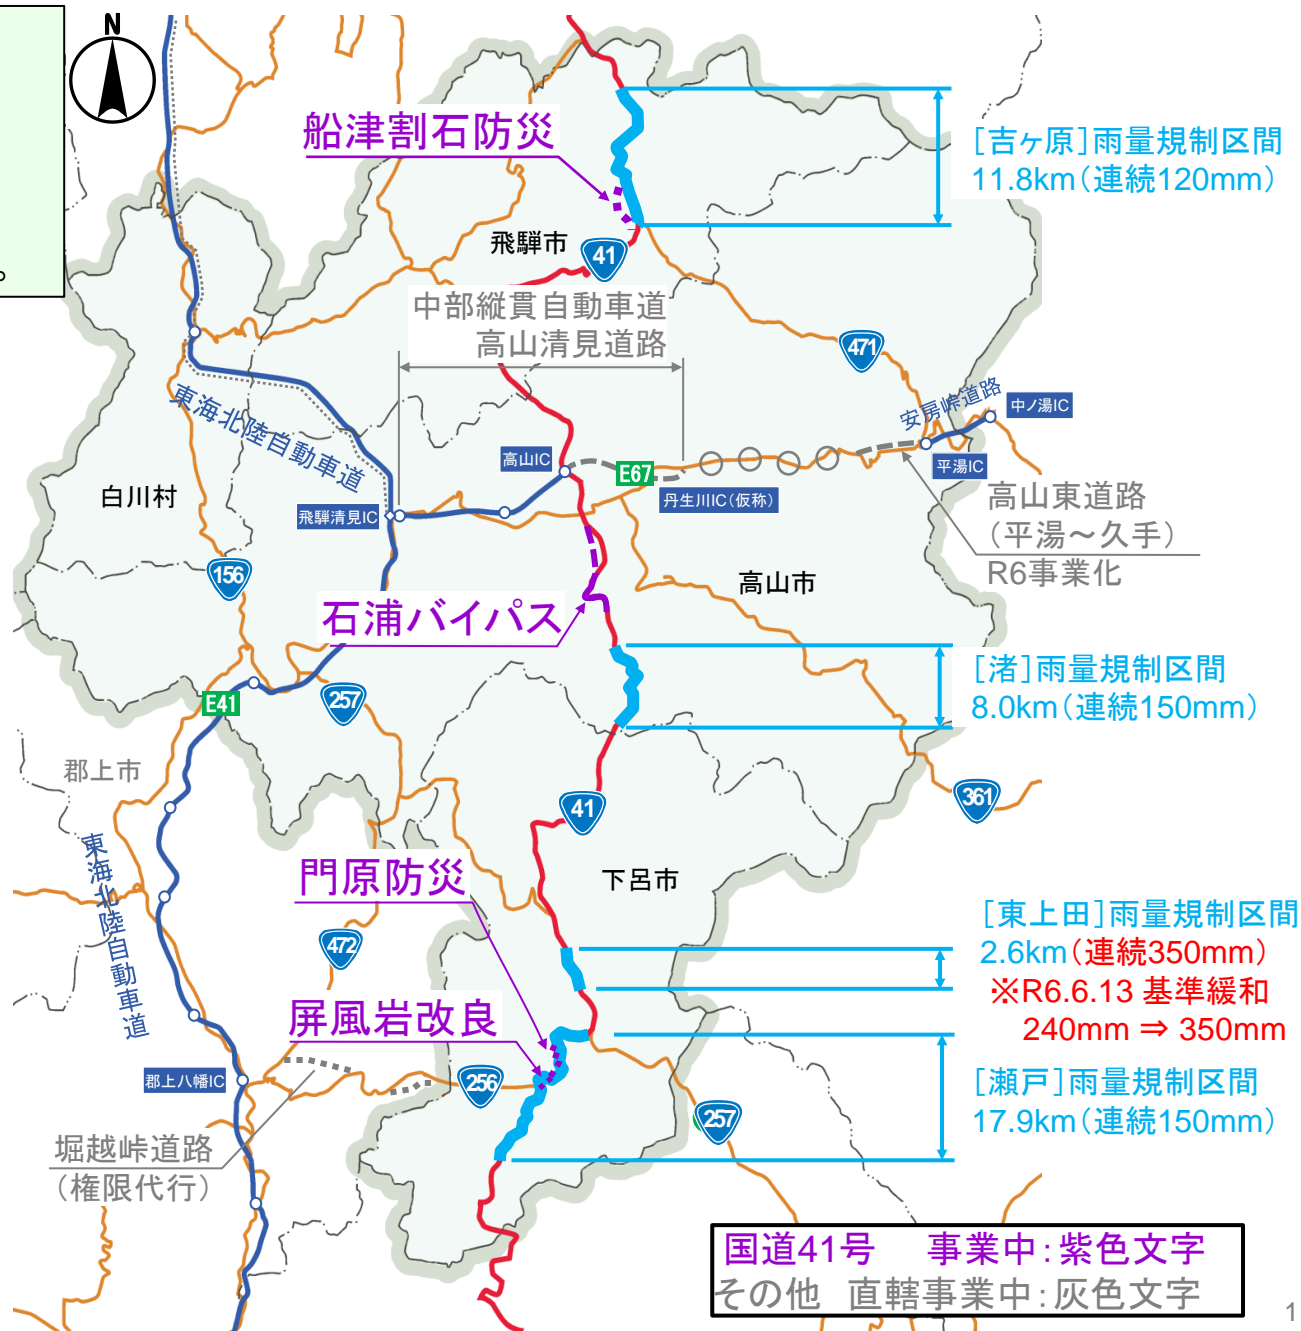 N
。
船津割石防災
[吉ヶ原]雨量規制区間
11.8km(連続120mm)
飛騨市
41
中部縦貫自動車道
高山清見道路
471
安房峠道路
中ノ湯IC
東海北陸自動車道
高山IC
E67
平湯IC
白川村
飛騨清見IC
丹生川IC(仮称)
高山東道路
(平湯～久手)
R6事業化
156
高山市
石浦バイパス
[渚]雨量規制区間
8.0km(連続150mm)
E41
257
郡上市
361
41
東海北陸自動車道
門原防災
下呂市
[東上田]雨量規制区間
2.6km(連続350mm)
※R6.6.13 基準緩和
240mm ⇒ 350mm
472
屏風岩改良
郡上八幡IC
256
[瀬戸]雨量規制区間
17.9km(連続150mm)
257
堀越峠道路
(権限代行)
国道41号 事業中:紫色文字
その他 直轄事業中:灰色文字
1